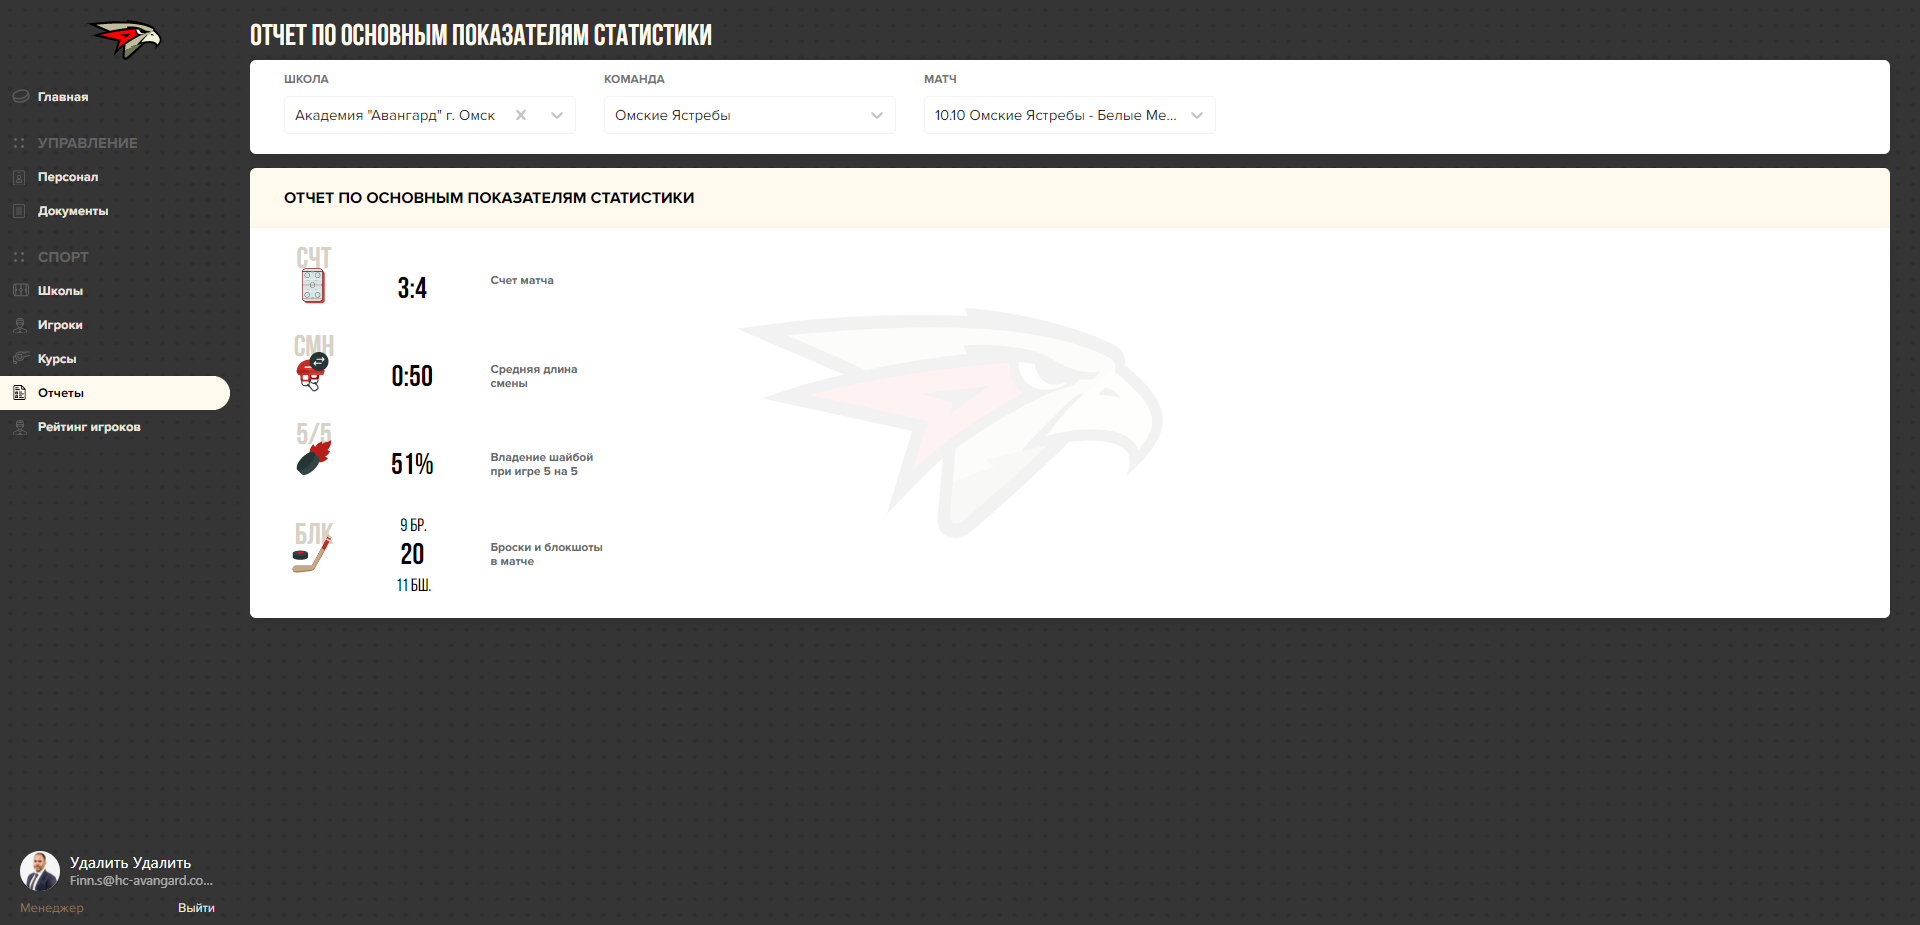 ОТЧЕТ ПО ОСНОВНЫМ ПОКАЗАТЕЛЯМ СТАТИСТИКИ
Главная
УПРАВЛЕНИЕ
Персонал
Документы
СПОРТ
Школы
Игроки
Курсы
Отчеты
Рейтинг игроков
ШКОЛА
Академия "Авангард" г. Омск
КОМАНДА
Омские Ястребы
МАТЧ
10.10 Омские Ястребы - Белые Ме...
ОТЧЕТ ПО ОСНОВНЫМ ПОКАЗАТЕЛЯМ СТАТИСТИКИ
СЧТ
3:4
Счет матча
СМН
0:50
Средняя длина
смены
5/5
51%
Владение шайбой
при игре 5 на 5
БЛК
9 БР.
20
11 БШ.
Броски и блокшоты
в матче
Удалить Удалить
Finn.s@hc-avangard.co...
Менеджер
Выйти